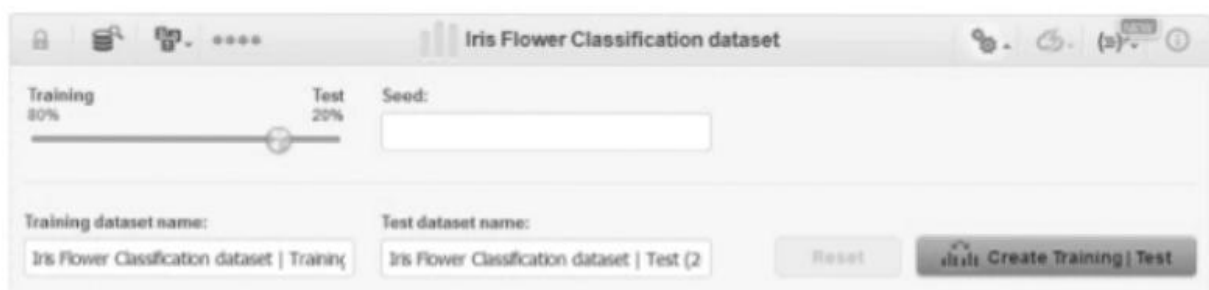 Iris Flower Classification dataset
Training Test Seed:
80% 20%
Training dataset name: Test dataset name:
Iris Flower Classification dataset | Training Iris Flower Classification dataset | Test (2 Reset Create Training | Test